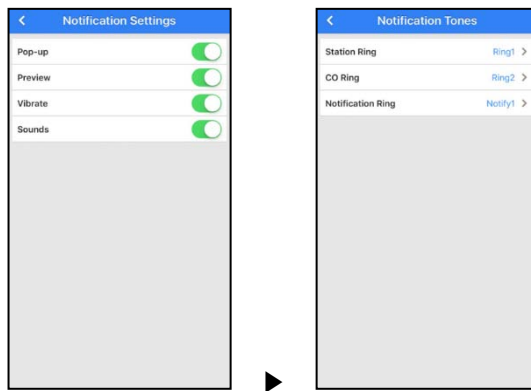 Notification Settings
Pop-up
Preview
Vibrate
Sounds
Notification Tones
Station Ring Ring1
CO Ring Ring2
Notification Ring Notify1